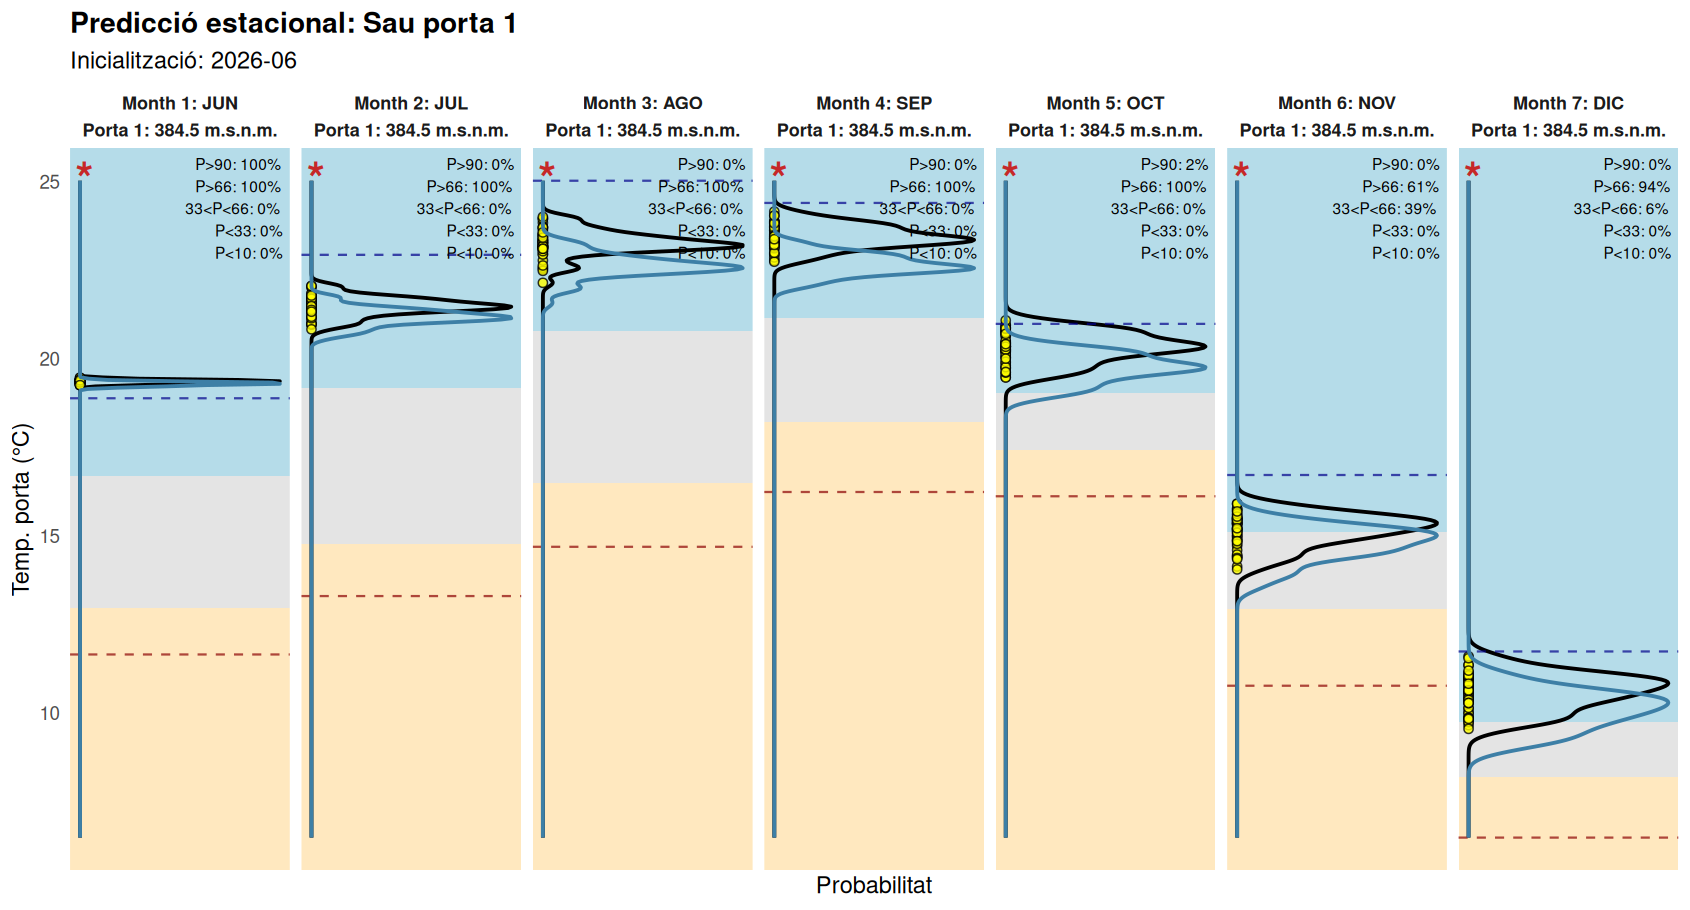 Predicció estacional: Sau porta 1
Inicialització: 2026-06
Month 1: JUN
Porta 1: 384.5 m.s.n.m.
Month 2: JUL
Porta 1: 384.5 m.s.n.m.
Month 3: AGO
Porta 1: 384.5 m.s.n.m.
Month 4: SEP
Porta 1: 384.5 m.s.n.m.
Month 5: OCT
Porta 1: 384.5 m.s.n.m.
Month 6: NOV
Porta 1: 384.5 m.s.n.m.
Month 7: DIC
Porta 1: 384.5 m.s.n.m.
Temp. porta (°C)
25
20
15
10
*
P>90: 100%
P>66: 100%
33<P<66: 0%
P<33: 0%
P<10: 0%
*
P>90: 0%
P>66: 100%
33<P<66: 0%
P<33: 0%
P<10: 0%
*
P>90: 0%
P>66: 100%
33<P<66: 0%
P<33: 0%
P<10: 0%
*
P>90: 0%
P>66: 100%
33<P<66: 0%
P<33: 0%
P<10: 0%
*
P>90: 2%
P>66: 100%
33<P<66: 0%
P<33: 0%
P<10: 0%
*
P>90: 0%
P>66: 61%
33<P<66: 39%
P<33: 0%
P<10: 0%
*
P>90: 0%
P>66: 94%
33<P<66: 6%
P<33: 0%
P<10: 0%
Probabilitat